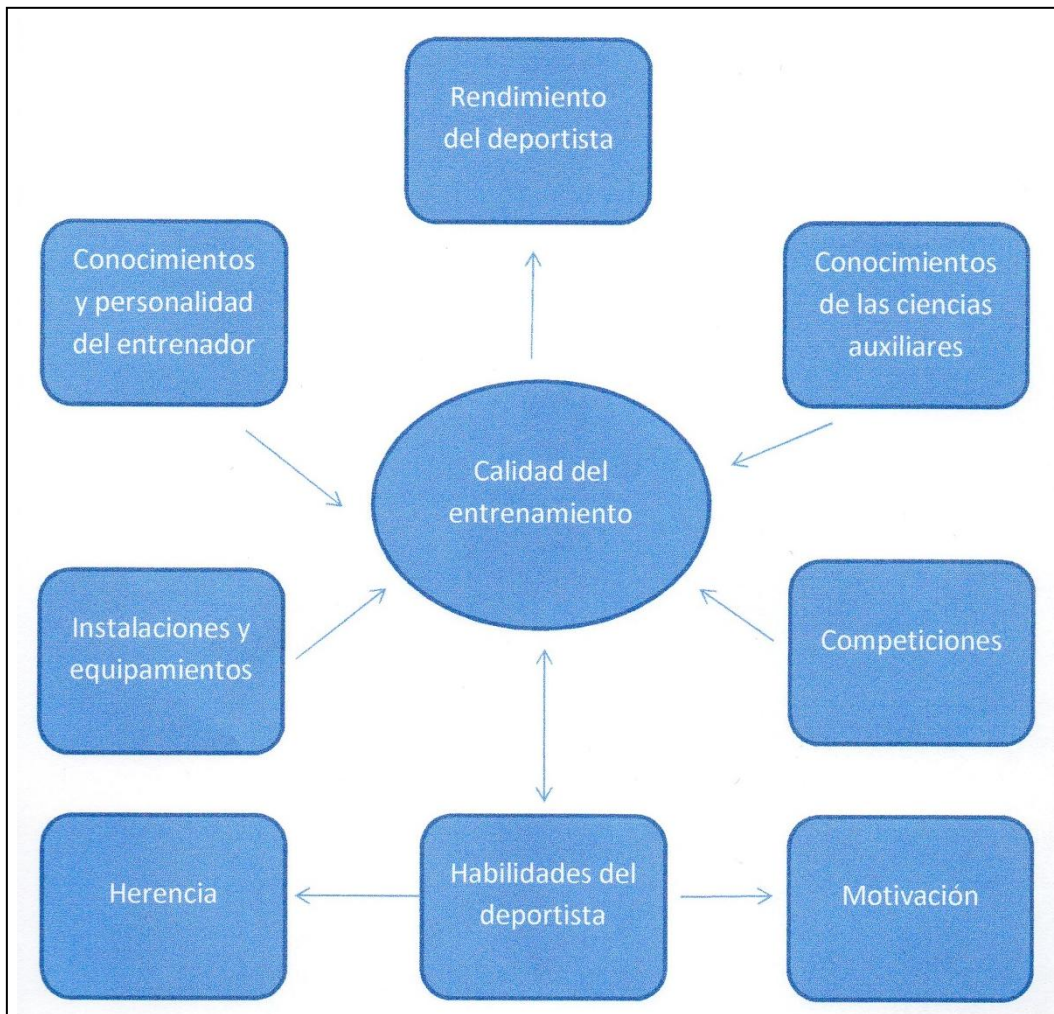 Rendimiento
del deportista
Conocimientos
y personalidad
del entrenador
Conocimientos
de las ciencias
auxiliares
Calidad del
entrenamiento
Instalaciones y
equipamientos
Competiciones
Herencia
Habilidades del
deportista
Motivación